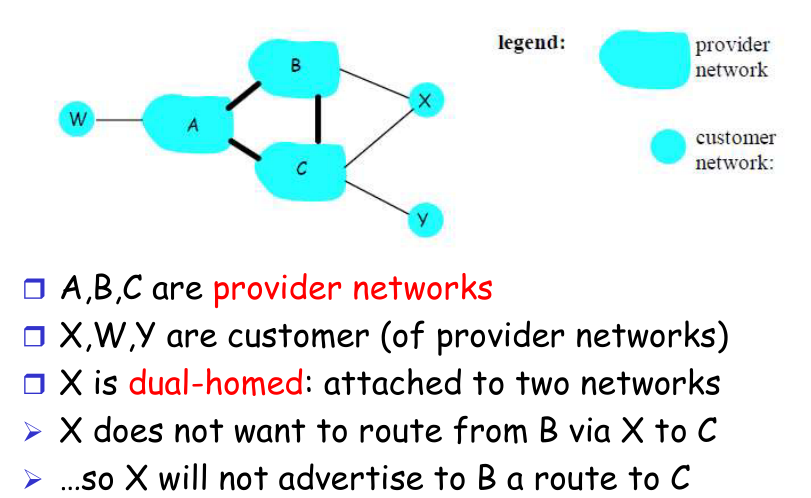 legend:
provider
network
B
X
W
A
customer
network:
C
Y
A,B,C are provider networks
X,W,Y are customer (of provider networks)
X is dual-homed: attached to two networks
X does not want to route from B via X to C
...so X will not advertise to B a route to C